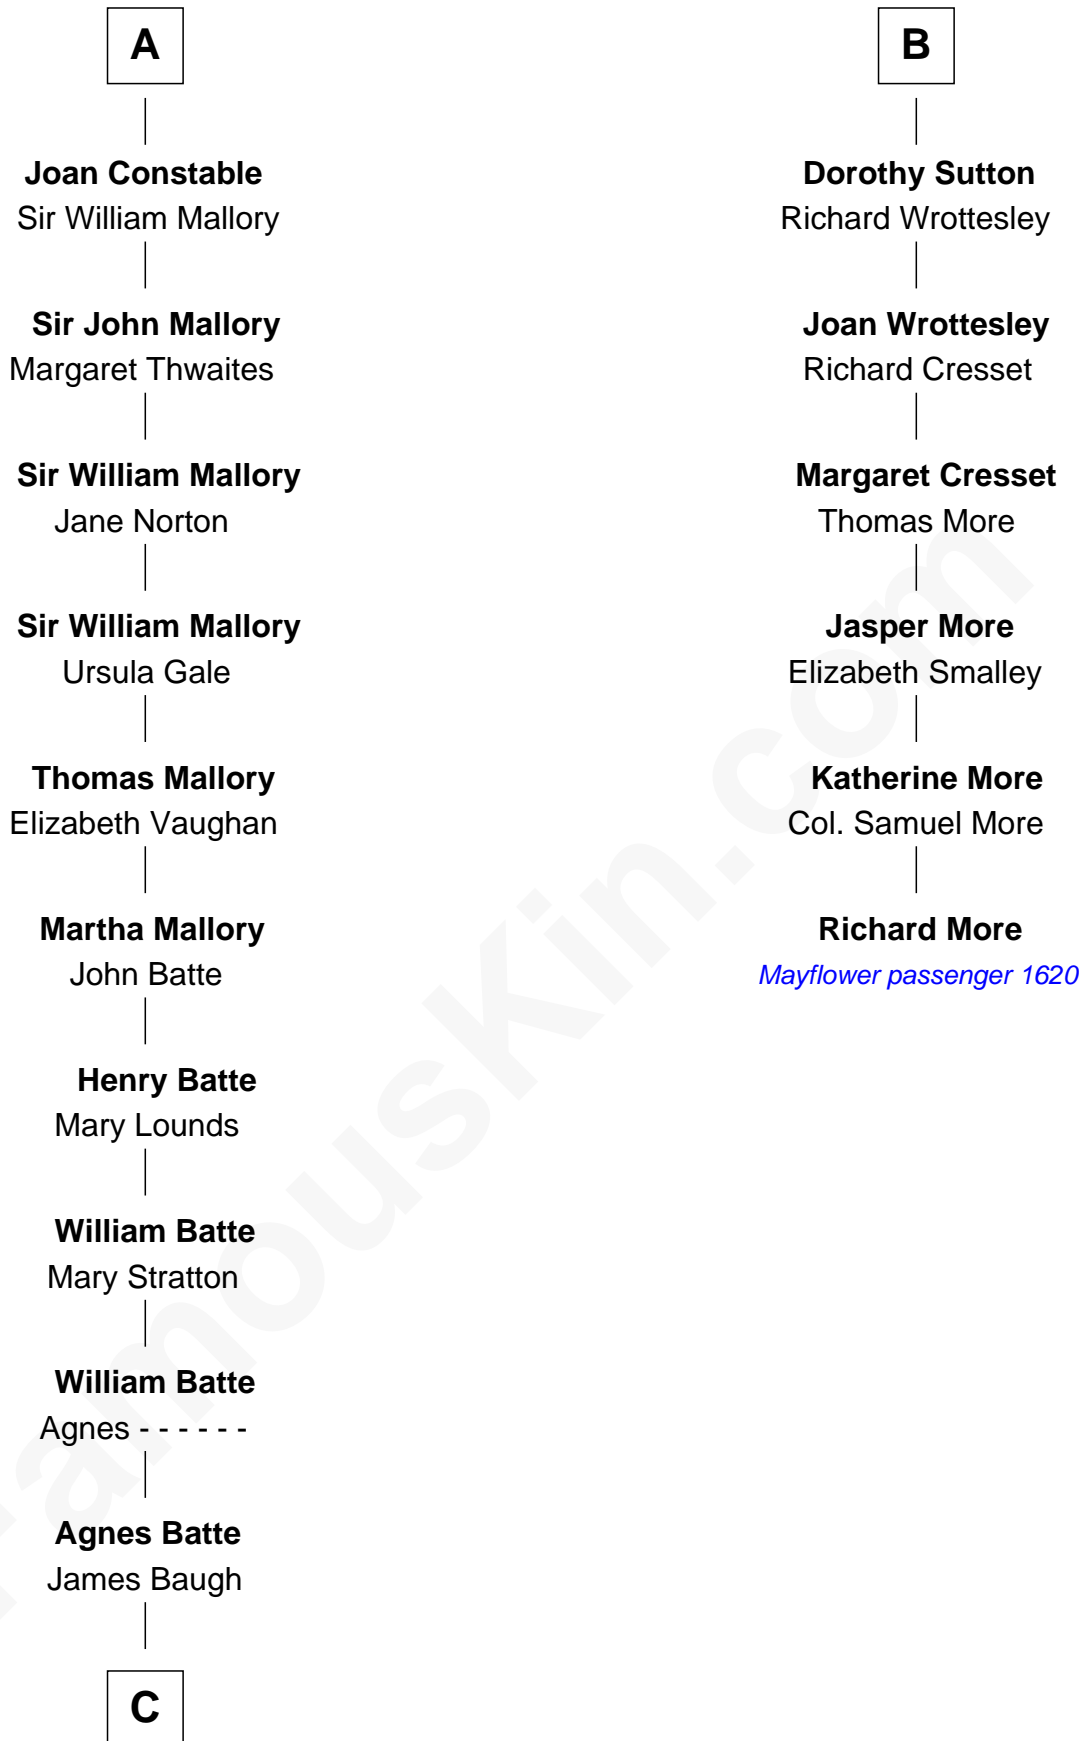 A
Joan Constable
Sir William Mallory
Sir John Mallory
Margaret Thwaites
Sir William Mallory
Jane Norton
Sir William Mallory
Ursula Gale
Thomas Mallory
Elizabeth Vaughan
Martha Mallory
John Batte
Henry Batte
Mary Lounds
William Batte
Mary Stratton
William Batte
Agnes - - - - - -
Agnes Batte
James Baugh
C
B
Dorothy Sutton
Richard Wrottesley
Joan Wrottesley
Richard Cresset
Margaret Cresset
Thomas More
Jasper More
Elizabeth Smalley
Katherine More
Col. Samuel More
Richard More
Mayflower passenger 1620
FamousKin.com